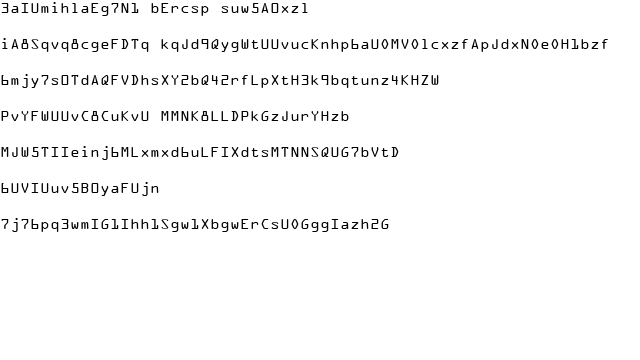 3aIUmihlaEg7N1 bErcsp suw5AOxzl
iA8Sqvq8cgeFDTq kqJd9QygWtUUvucKnhp6aU0MV0lcxzfApJdxN0e0H1bzf
6mjy7sOTdAQFVDhsXY2bQ42rfLpXtH3k9bqtunz4KHZW
PvYFWUUvC8CuKvU MMNK8LLDPkGzJurYHzb
MJW5TIIeinj6MLxmxd6uLFIXdtsMTNNSQUG7bVtD
6UVIUuv5BOyaFUjn
7j76pq3wmIG1Ihh1Sgw1XbgwErCsU0GggIazh2G